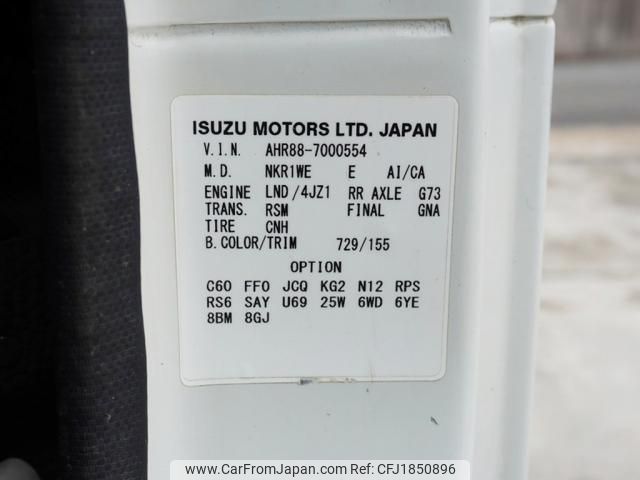 ISUZU MOTORS LTD. JAPAN
V.I.N. AHR88-7000554
M.D. NKR1WE E AI/CA
ENGINE LND/4JZ1 RR AXLE G73
TRANS. RSM FINAL GNA
TIRE CNH
B.COLOR/TRIM 729/155
OPTION
C60 FF0 JCQ KG2 N12 RPS
RS6 SAY U69 25W 6WD 6YE
8BM 8GJ
www.CarFromJapan.com | © CarFromJapan | ID:CFJ1850896